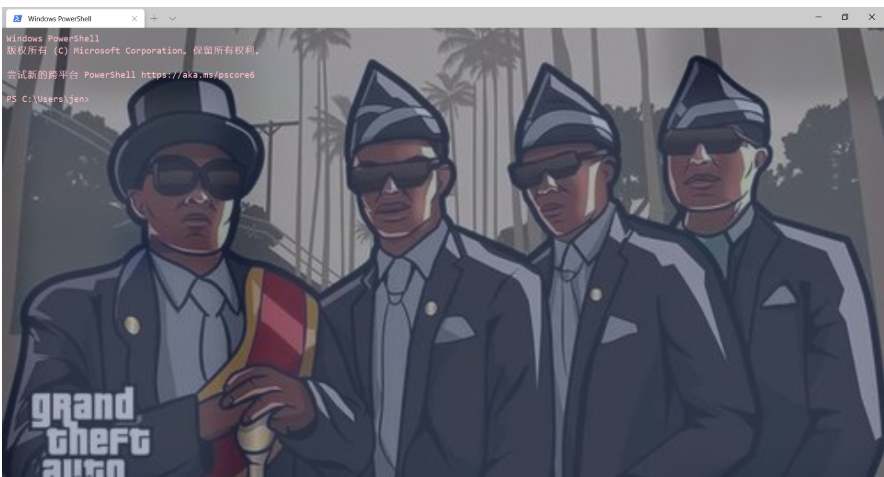 Windows PowerShell
Windows PowerShell
版权所有 (C) Microsoft Corporation。保留所有权利。
尝试新的跨平台 PowerShell https://aka.ms/pscore6
PS C:\Users\jen>
grand
theft
auto